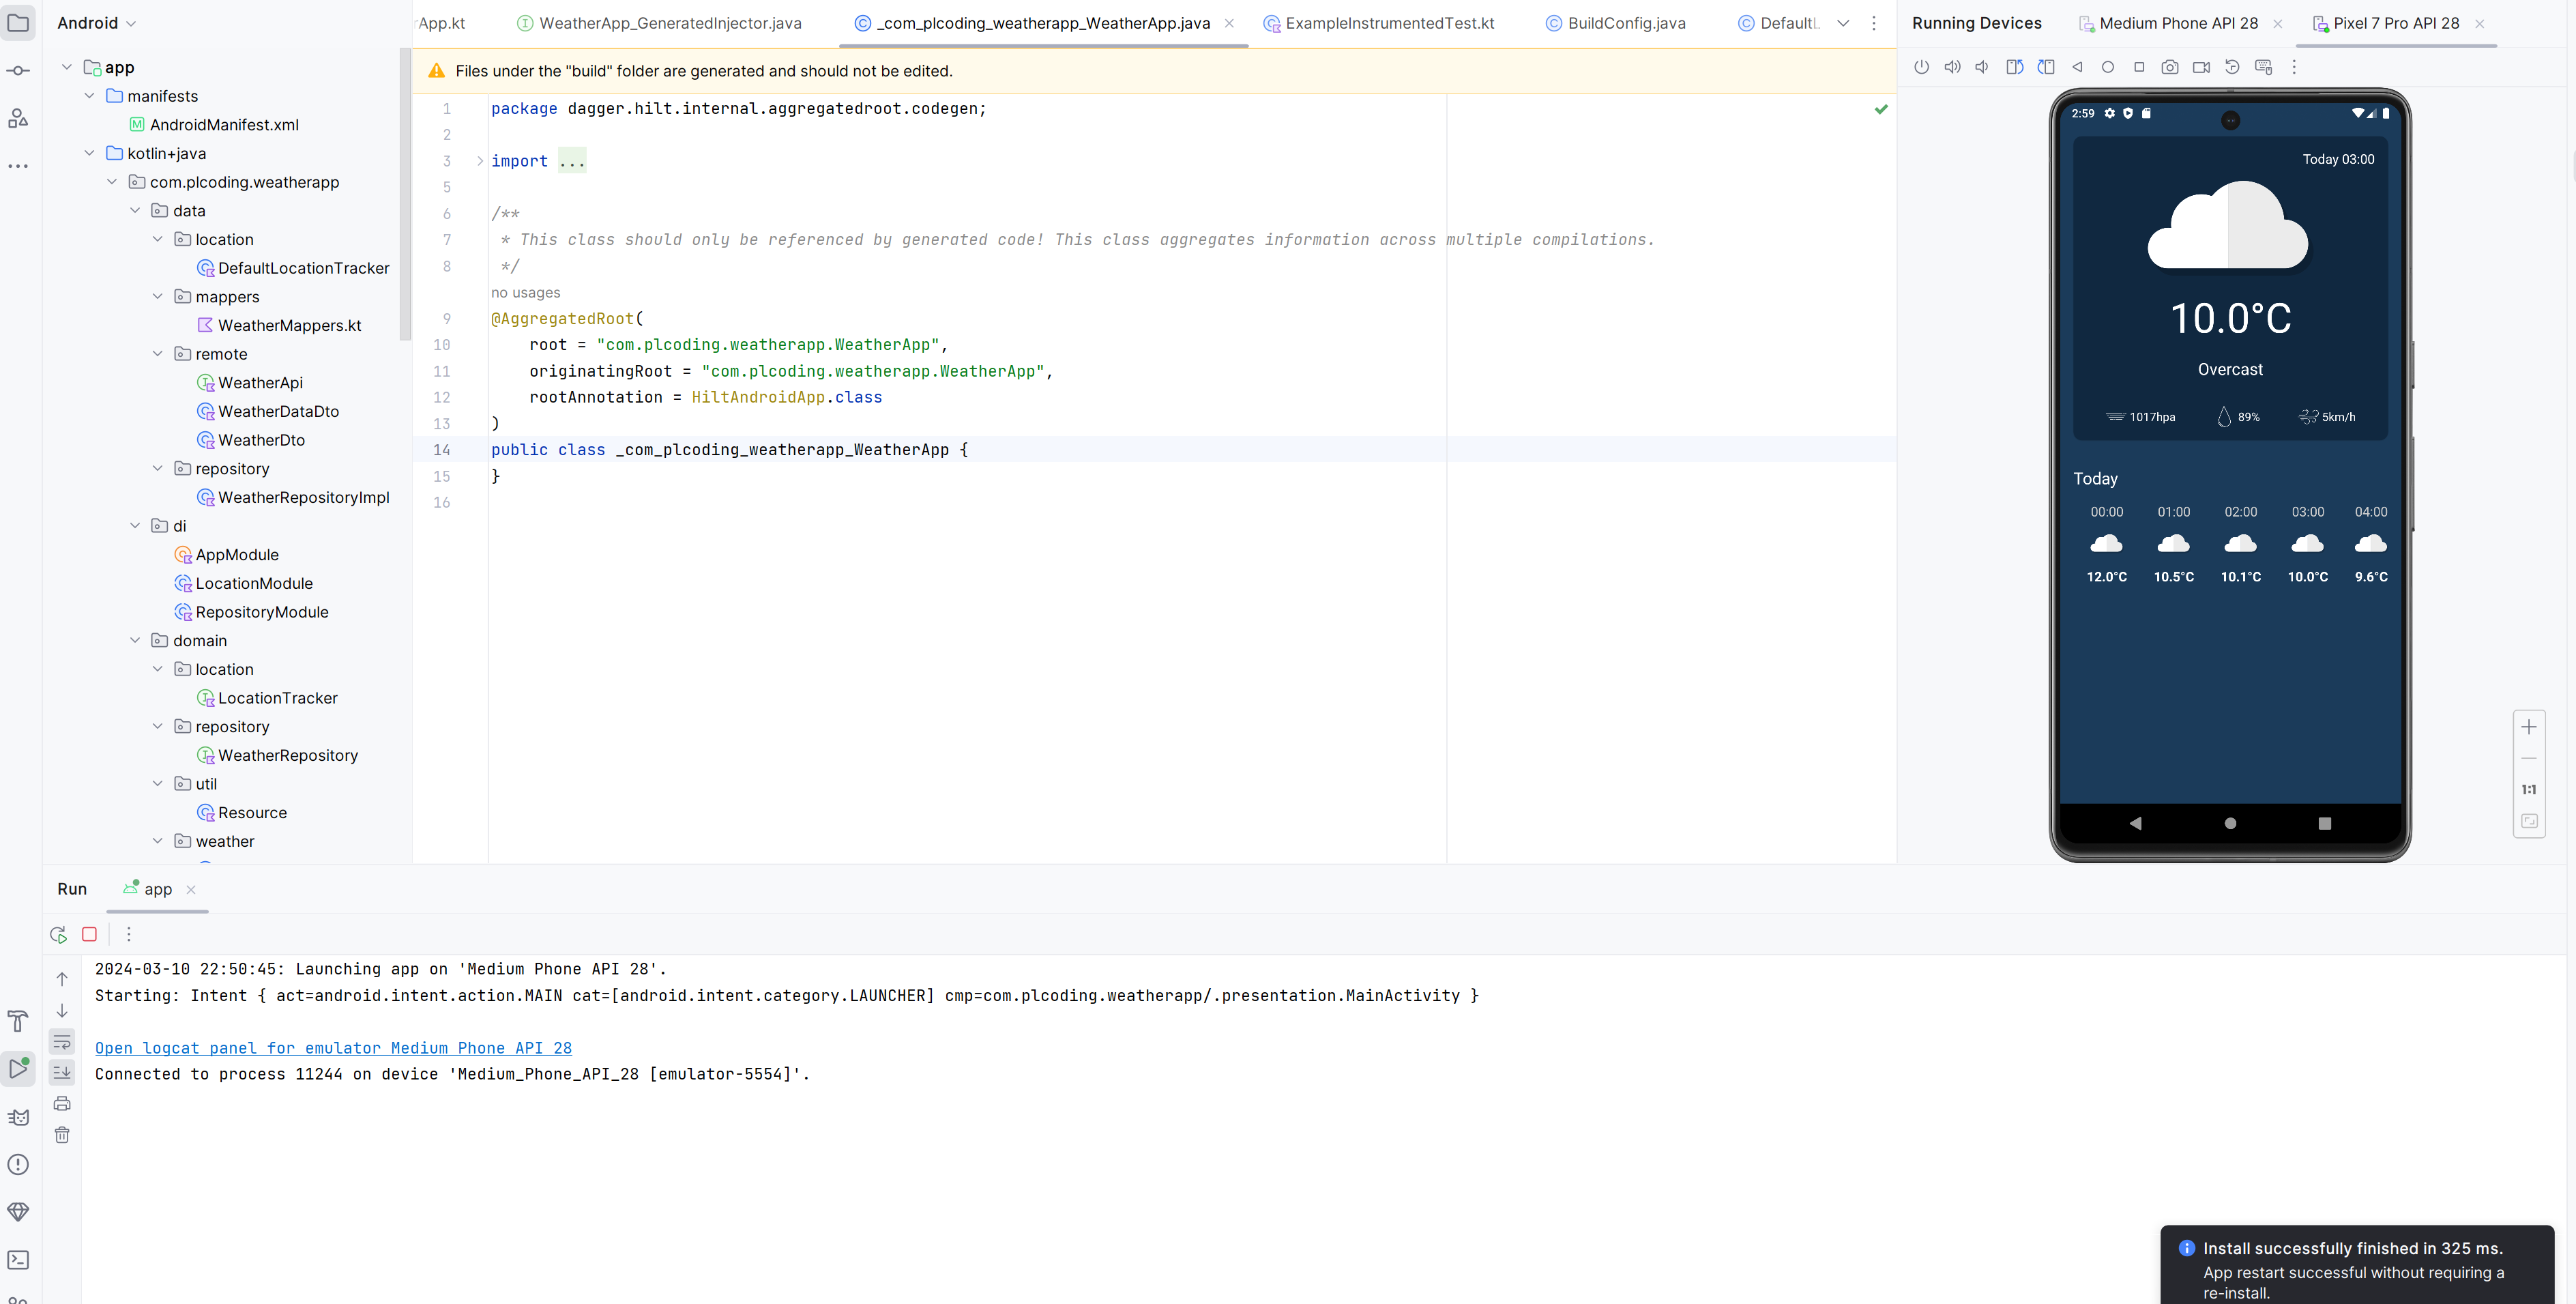 Android
app
manifests
AndroidManifest.xml
kotlin+java
com.plcoding.weatherapp
data
location
DefaultLocationTracker
mappers
WeatherMappers.kt
remote
WeatherApi
WeatherDataDto
WeatherDto
repository
WeatherRepositoryImpl
di
AppModule
LocationModule
RepositoryModule
domain
location
LocationTracker
repository
WeatherRepository
util
Resource
weather
App.kt WeatherApp_GeneratedInjector.java _com_plcoding_weatherapp_WeatherApp.java ExampleInstrumentedTest.kt BuildConfig.java DefaultL
Files under the "build" folder are generated and should not be edited.
1 package dagger.hilt.internal.aggregatedroot.codegen;
2
3 import ...
5
6 /**
7 * This class should only be referenced by generated code! This class aggregates information across multiple compilations.
8 */
no usages
9 @AggregatedRoot(
10 root = "com.plcoding.weatherapp.WeatherApp",
11 originatingRoot = "com.plcoding.weatherapp.WeatherApp",
12 rootAnnotation = HiltAndroidApp.class
13 )
14 public class _com_plcoding_weatherapp_WeatherApp {
15 }
16
Running Devices Medium Phone API 28 Pixel 7 Pro API 28
2:59
Today 03:00
10.0°C
Overcast
1017hpa 89% 5km/h
Today
00:00 01:00 02:00 03:00 04:00
12.0°C 10.5°C 10.1°C 10.0°C 9.6°C
1:1
Run app
2024-03-10 22:50:45: Launching app on 'Medium Phone API 28'.
Starting: Intent { act=android.intent.action.MAIN cat=[android.intent.category.LAUNCHER] cmp=com.plcoding.weatherapp/.presentation.MainActivity }
Open logcat panel for emulator Medium Phone API 28
Connected to process 11244 on device 'Medium_Phone_API_28 [emulator-5554]'.
Install successfully finished in 325 ms.
App restart successful without requiring a
re-install.